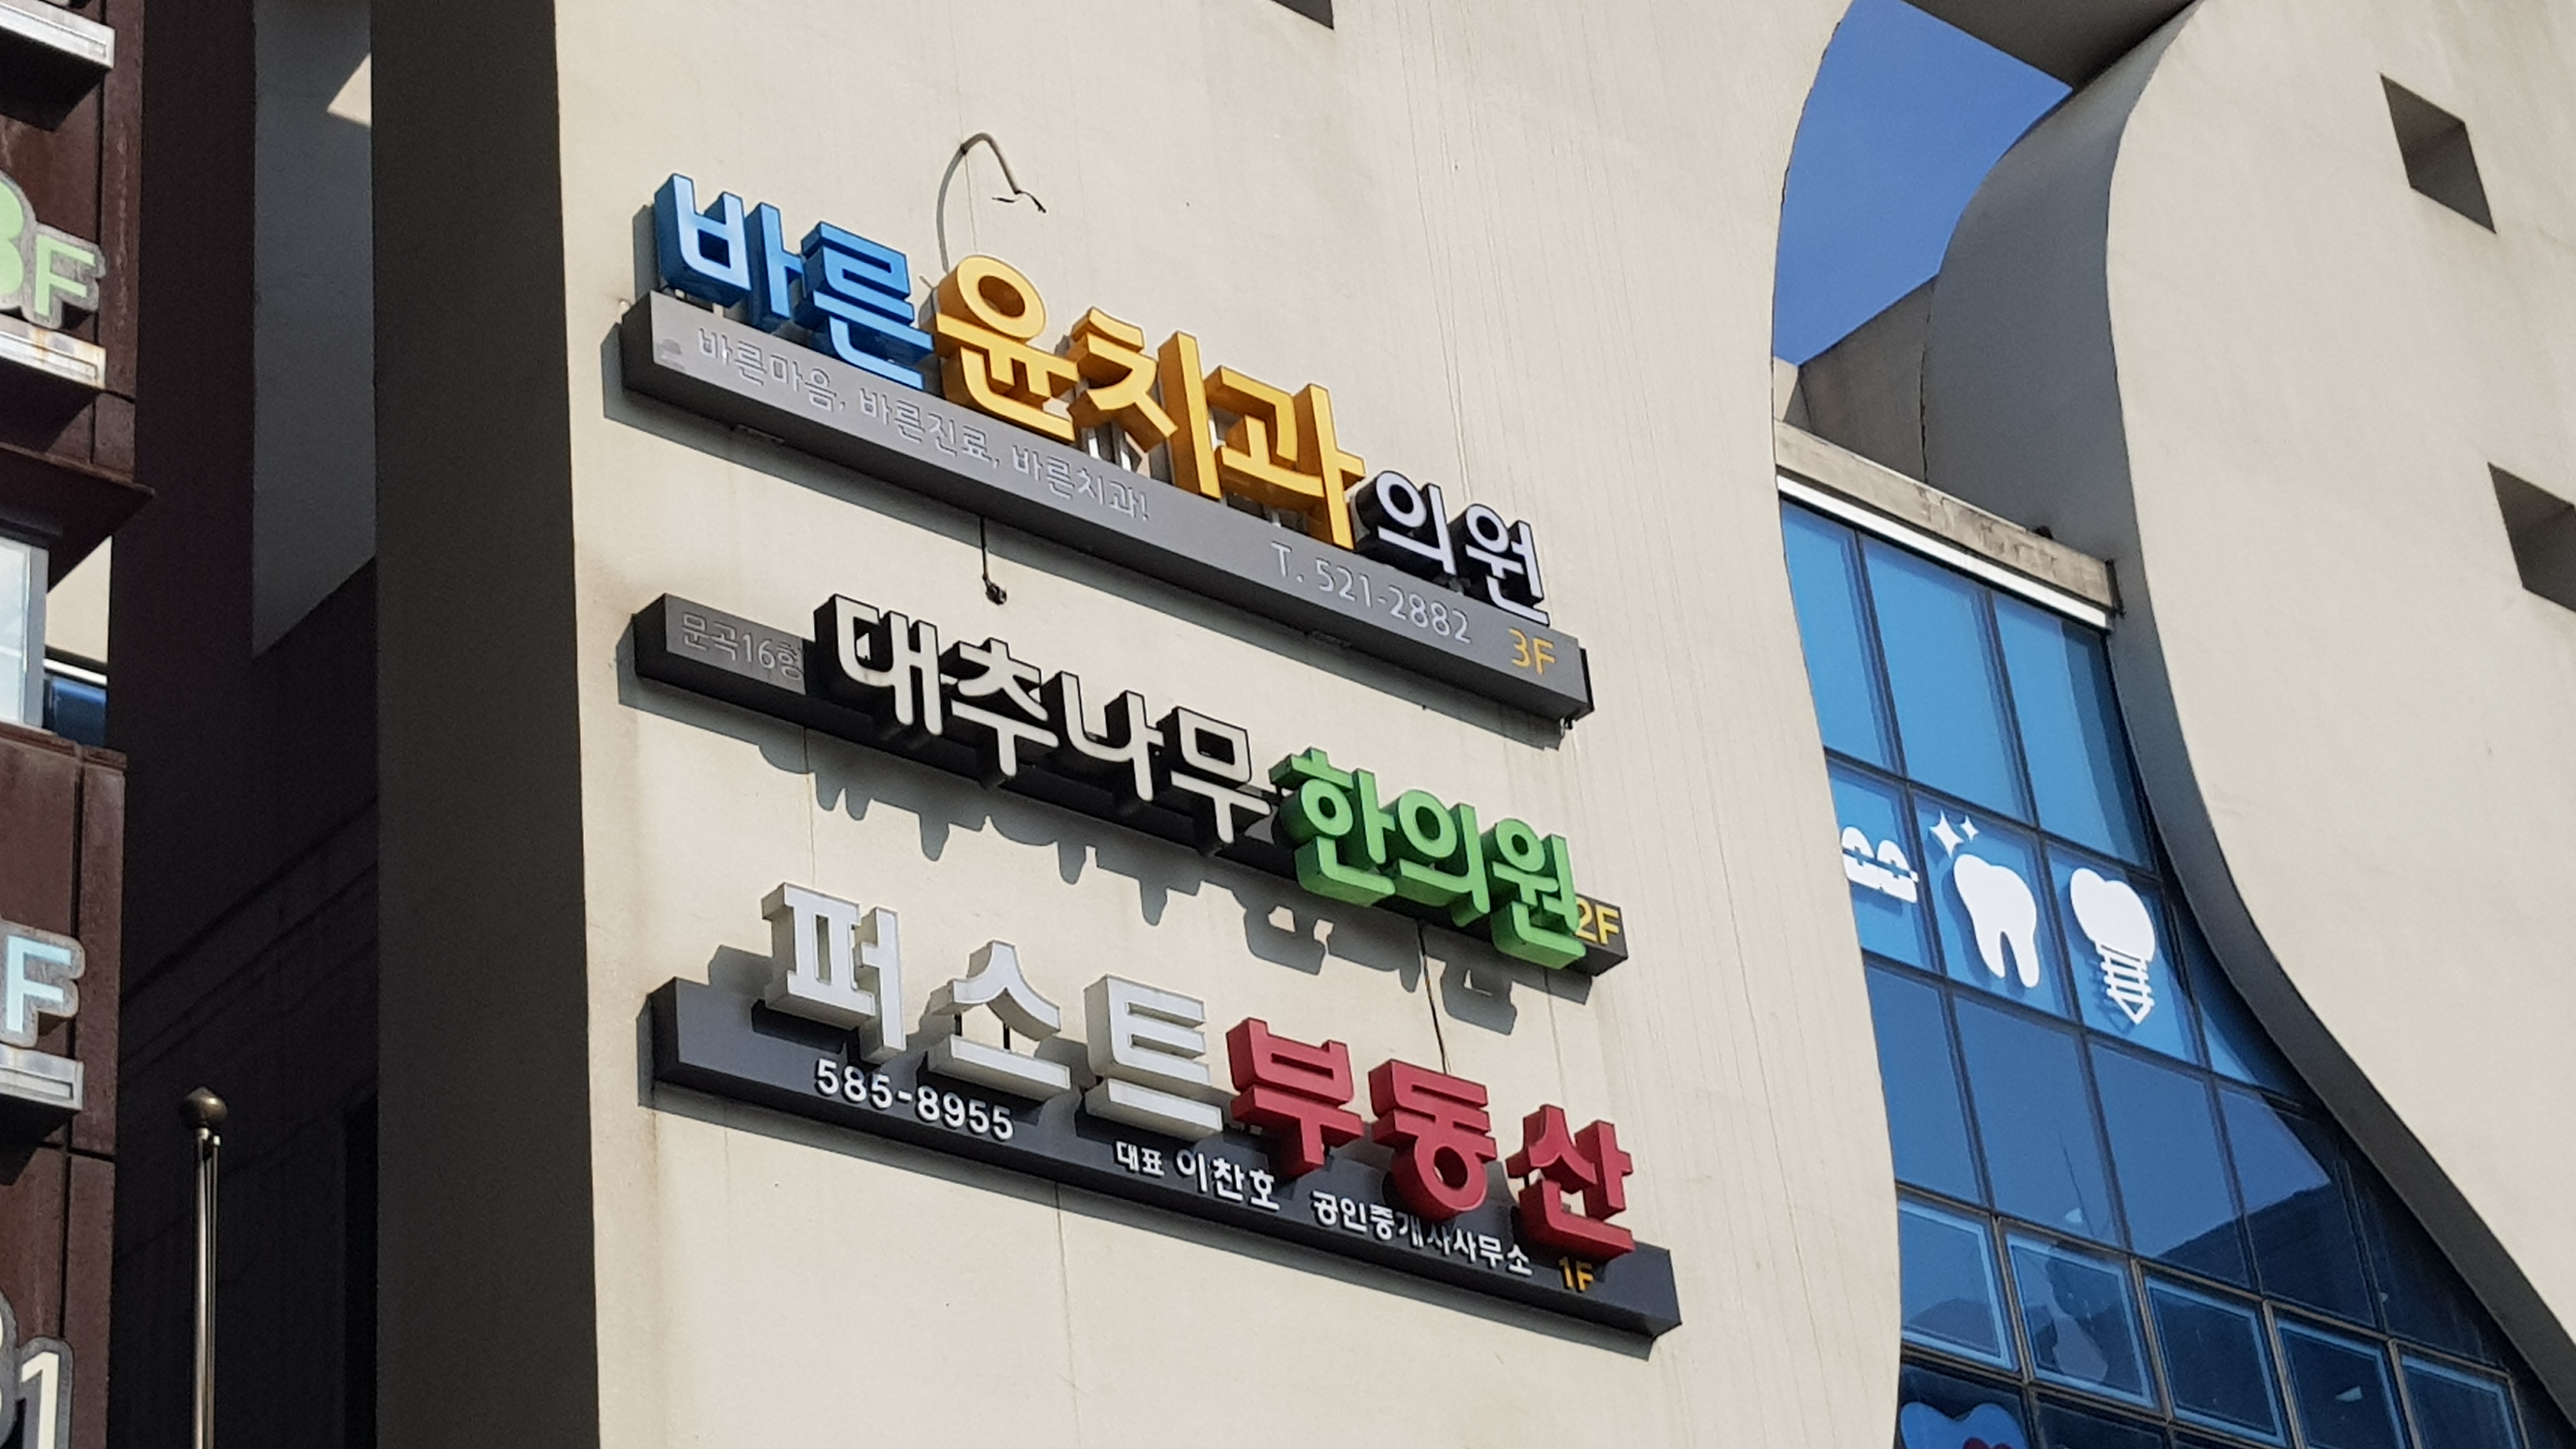 바른윤치과의원
바른마음, 바른진료, 바른치과!
T. 521-2882 3F
문곡16형 대추나무한의원 2F
퍼스트부동산
585-8955
대표 이찬호 공인중개사사무소 1F
3F
F